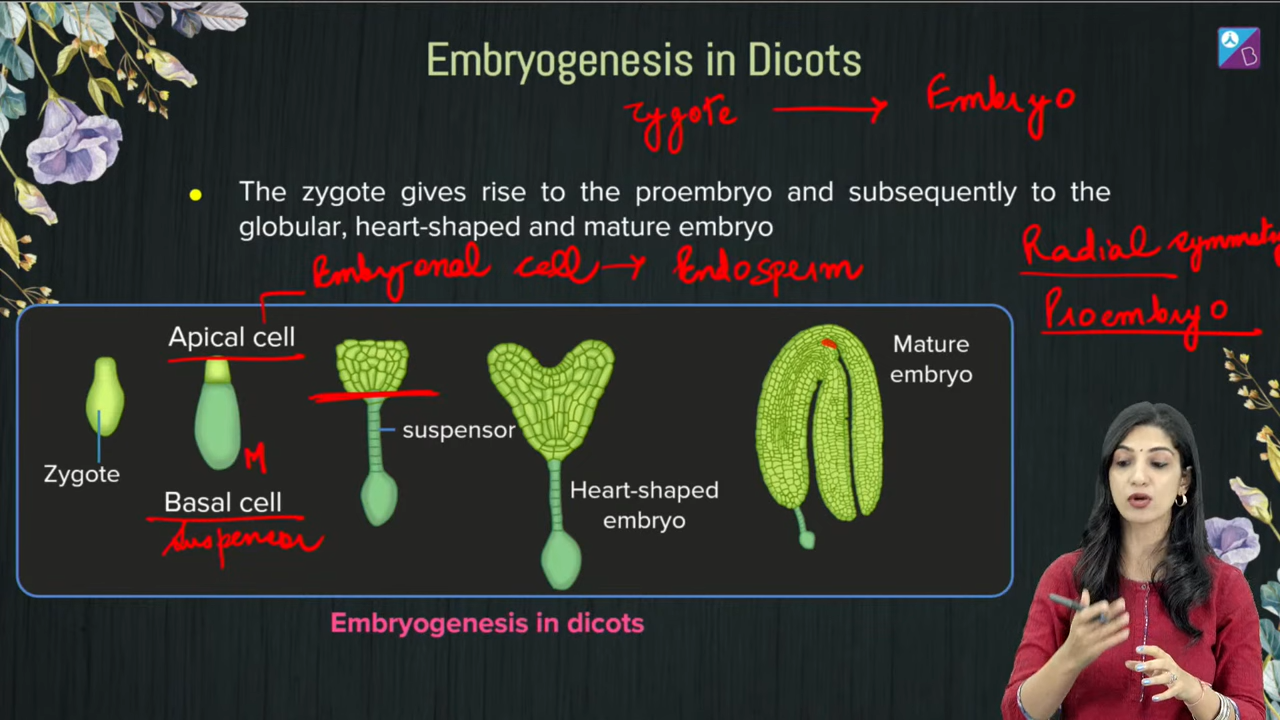 Embryogenesis in Dicots
B
Zygote → Embryo
• The zygote gives rise to the proembryo and subsequently to the
globular, heart-shaped and mature embryo
Radial symmet
Proembryo
Embryonal cell → Endosperm
Apical cell
Mature
embryo
suspensor
Zygote
M
Basal cell
Suspensor
Heart-shaped
embryo
Embryogenesis in dicots